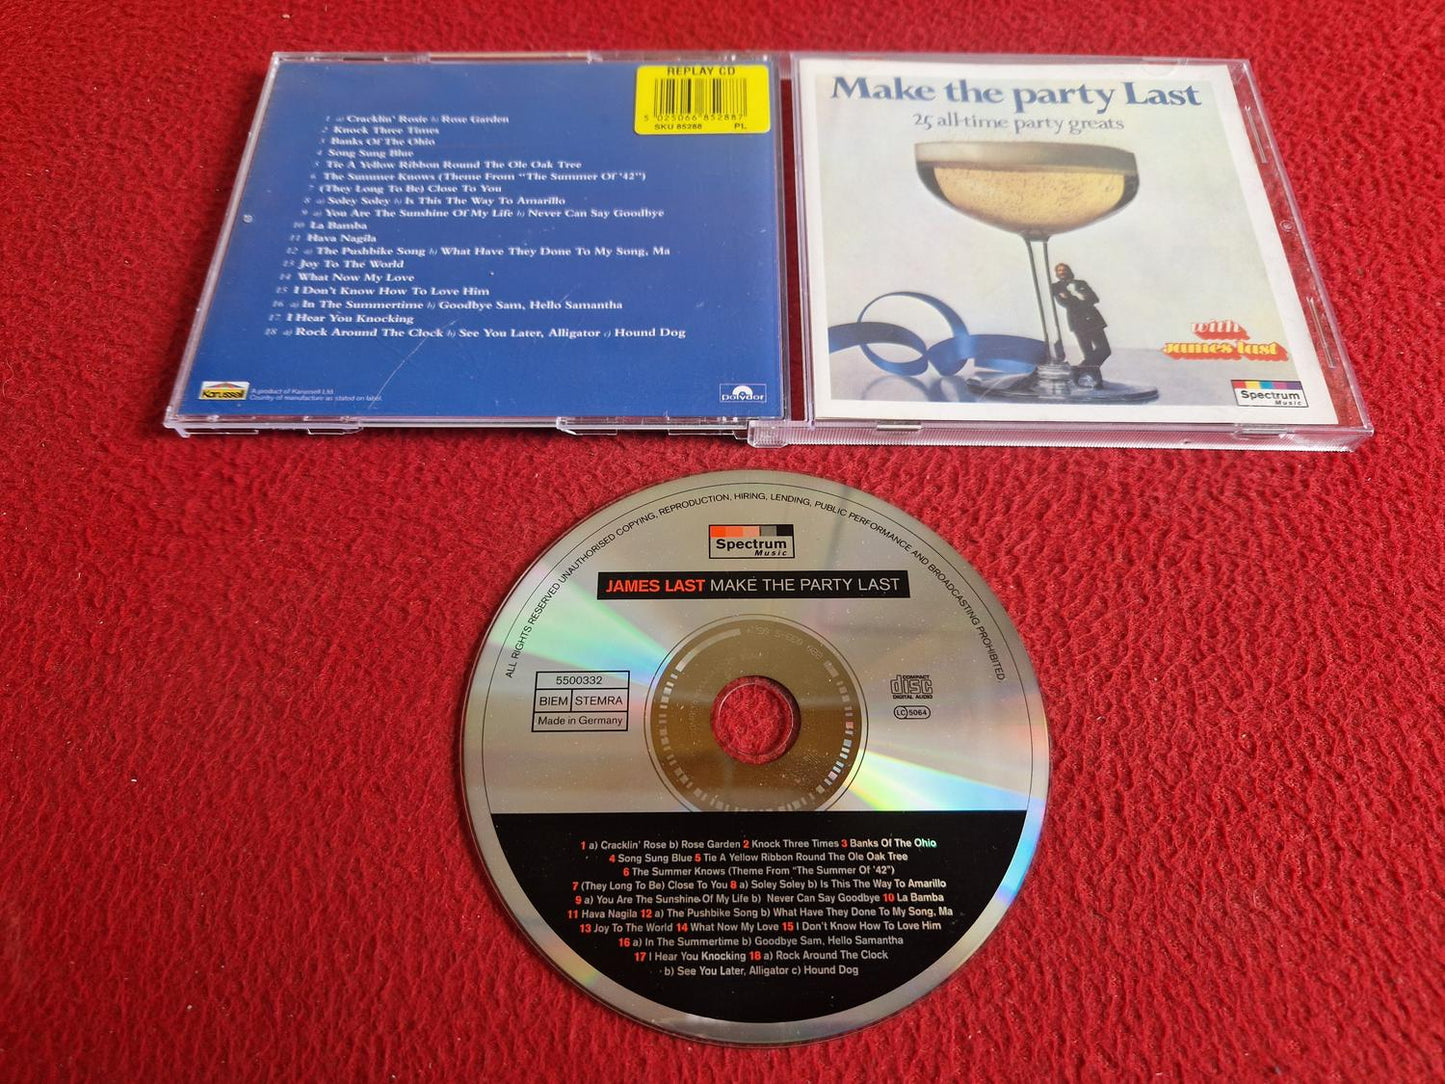 REPLAY CD
5 025066 852887
SKU 85288 PL
1 a) Cracklin' Rosie b) Rose Garden
2 Knock Three Times
3 Banks Of The Ohio
4 Song Sung Blue
5 Tie A Yellow Ribbon Round The Ole Oak Tree
6 The Summer Knows (Theme From "The Summer Of '42")
7 (They Long To Be) Close To You
8 a) Soley Soley b) Is This The Way To Amarillo
9 a) You Are The Sunshine Of My Life b) Never Can Say Goodbye
10 La Bamba
11 Hava Nagila
12 a) The Pushbike Song b) What Have They Done To My Song, Ma
13 Joy To The World
14 What Now My Love
15 I Don't Know How To Love Him
16 a) In The Summertime b) Goodbye Sam, Hello Samantha
17 I Hear You Knocking
18 a) Rock Around The Clock b) See You Later, Alligator c) Hound Dog
Karussell
A product of Karussell Ltd.
Country of manufacture as stated on label.
polydor
Make the party Last
25 all-time party greats
with
james last
Spectrum
Music
ALL RIGHTS RESERVED UNAUTHORISED COPYING, REPRODUCTION, HIRING, LENDING, PUBLIC PERFORMANCE AND BROADCASTING PROHIBITED.
Spectrum
Music
JAMES LAST MAKE THE PARTY LAST
5500332
BIEM STEMRA
Made in Germany
COMPACT
disc
DIGITAL AUDIO
LC 5064
1 a) Cracklin' Rose b) Rose Garden 2 Knock Three Times 3 Banks Of The Ohio
4 Song Sung Blue 5 Tie A Yellow Ribbon Round The Ole Oak Tree
6 The Summer Knows (Theme From "The Summer Of '42")
7 (They Long To Be) Close To You 8 a) Soley Soley b) Is This The Way To Amarillo
9 a) You Are The Sunshine Of My Life b) Never Can Say Goodbye 10 La Bamba
11 Hava Nagila 12 a) The Pushbike Song b) What Have They Done To My Song, Ma
13 Joy To The World 14 What Now My Love 15 I Don't Know How To Love Him
16 a) In The Summertime b) Goodbye Sam, Hello Samantha
17 I Hear You Knocking 18 a) Rock Around The Clock
b) See You Later, Alligator c) Hound Dog